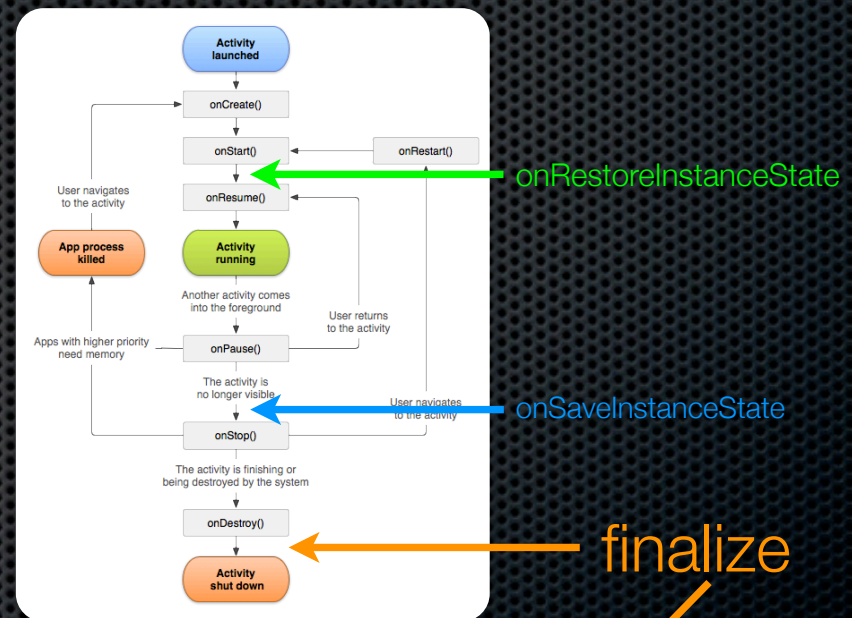 Activity
launched
onCreate()
onStart()
onRestart()
onRestoreInstanceState
User navigates
to the activity
onResume()
App process
killed
Activity
running
Another activity comes
into the foreground
User returns
to the activity
Apps with higher priority
need memory
onPause()
The activity is
no longer visible
User navigates
to the activity
onSaveInstanceState
onStop()
The activity is finishing or
being destroyed by the system
onDestroy()
finalize
Activity
shut down